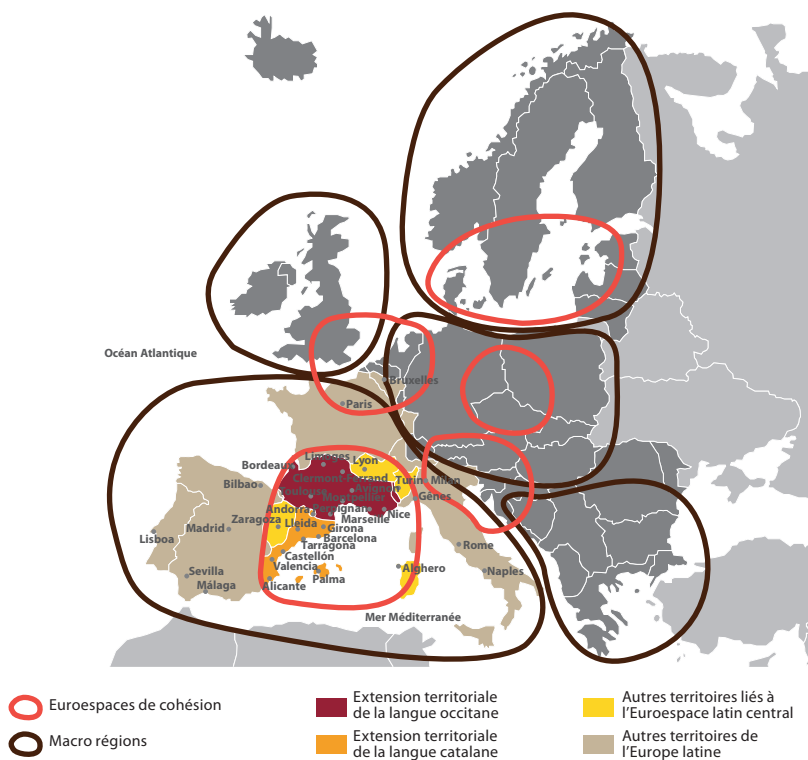 Océan Atlantique
Bruxelles
Paris
Limoges
Lyon
Bordeaux
Clermont-Ferrand
Turin
Milan
Bilbao
Toulouse
Avignon
Montpellier
Gênes
Andorra
Perpignan
Nice
Zaragoza
Lleida
Marseille
Girona
Madrid
Barcelona
Lisboa
Tarragona
Rome
Castellón
Valencia
Alghero
Sevilla
Palma
Naples
Málaga
Alicante
Mer Méditerranée
Euroespaces de cohésion
Macro régions
Extension territoriale
de la langue occitane
Extension territoriale
de la langue catalane
Autres territoires liés à
l'Euroespace latin central
Autres territoires de
l'Europe latine